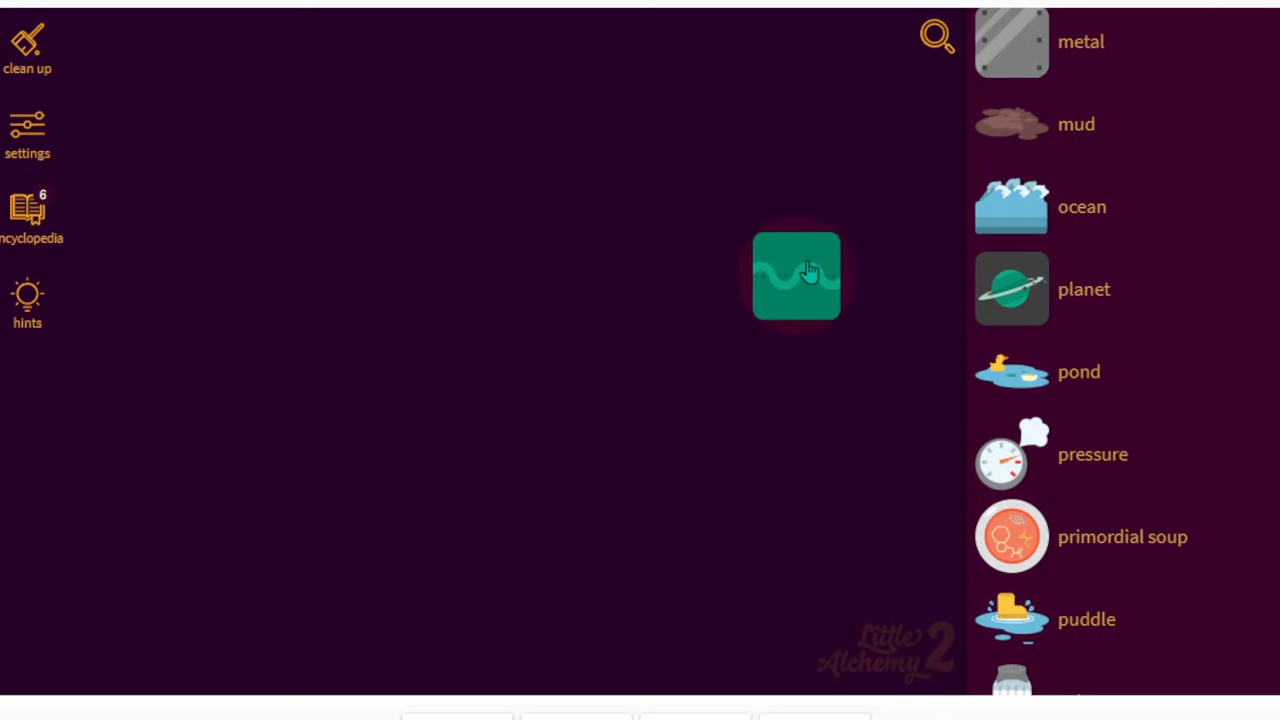 clean up
settings
6
ncyclopedia
hints
metal
mud
ocean
planet
pond
pressure
primordial soup
puddle
Little
Alchemy 2